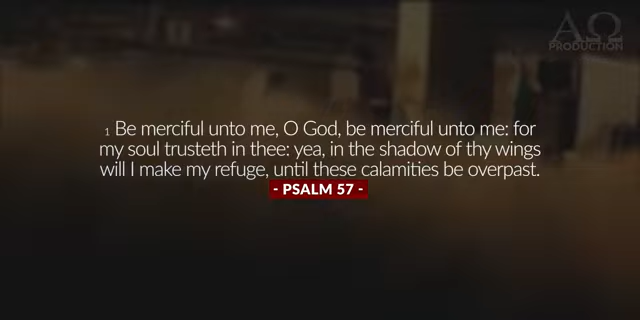 ΑΩ
PRODUCTION
1 Be merciful unto me, O God, be merciful unto me: for
my soul trusteth in thee: yea, in the shadow of thy wings
will I make my refuge, until these calamities be overpast.
- PSALM 57 -